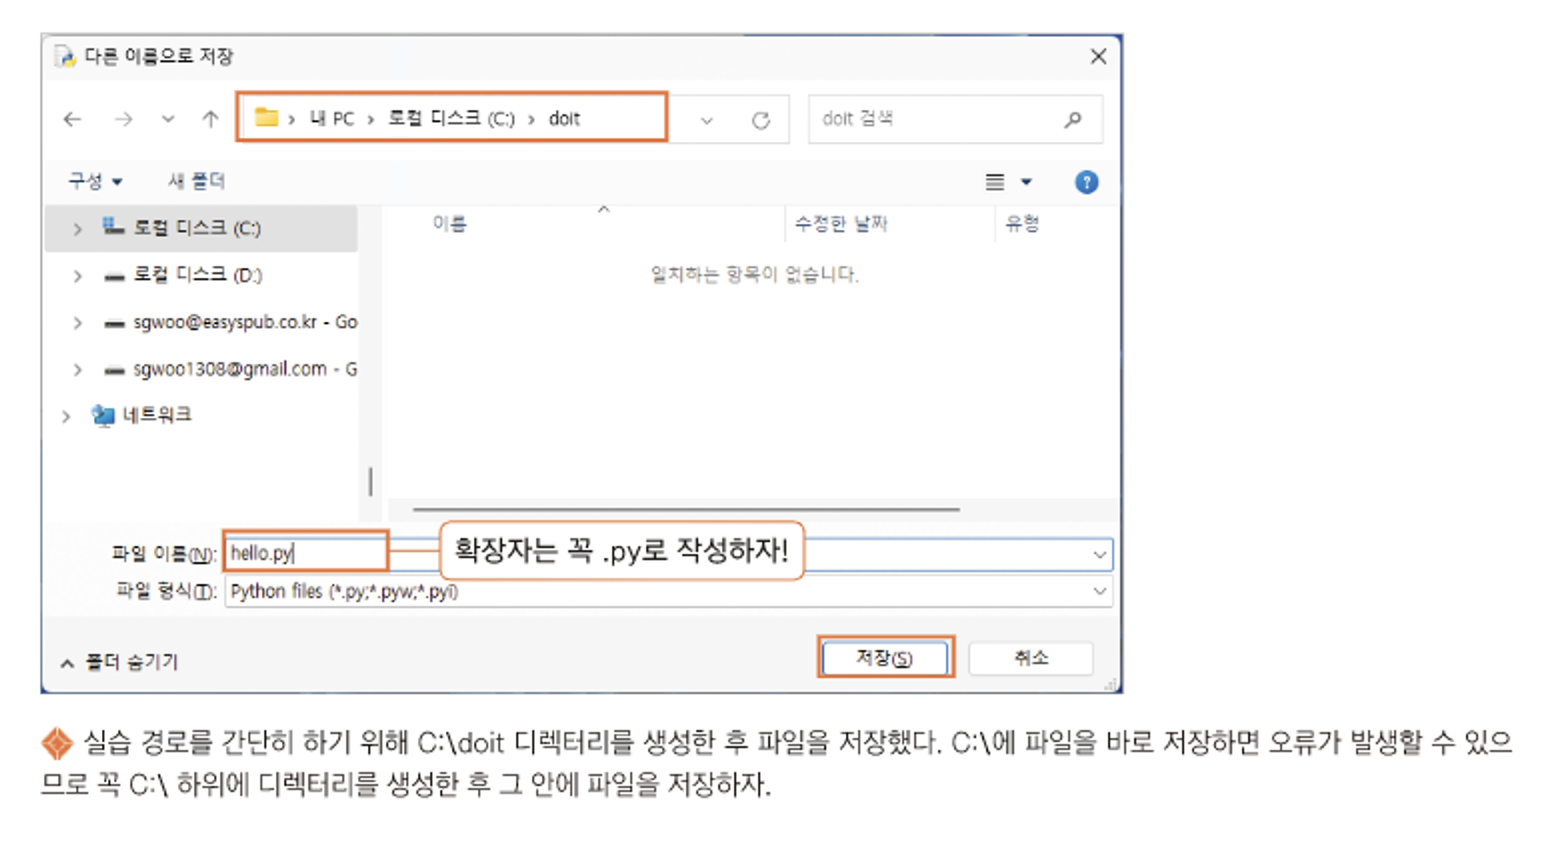 다른 이름으로 저장
내 PC › 로컬 디스크 (C:) › doit
doit 검색
구성
새 폴더
로컬 디스크 (C:)
이름
수정한 날짜
유형
로컬 디스크 (D:)
일치하는 항목이 없습니다.
sgwoo@easyspub.co.kr - Go
sgwoo1308@gmail.com - G
네트워크
파일 이름(N):
hello.py
확장자는 꼭 .py로 작성하자!
파일 형식(T):
Python files (*.py;*.pyw;*.pyi)
폴더 숨기기
저장(S)
취소
실습 경로를 간단히 하기 위해 C:\doit 디렉터리를 생성한 후 파일을 저장했다. C:\에 파일을 바로 저장하면 오류가 발생할 수 있으
므로 꼭 C:\ 하위에 디렉터리를 생성한 후 그 안에 파일을 저장하자.